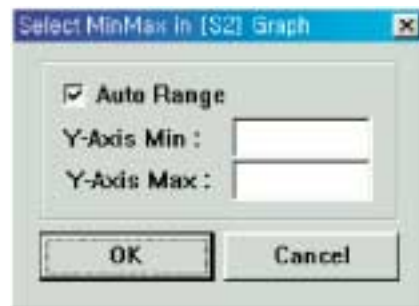 Select MinMax in [S2] Graph
Auto Range
Y-Axis Min :
Y-Axis Max :
OK
Cancel